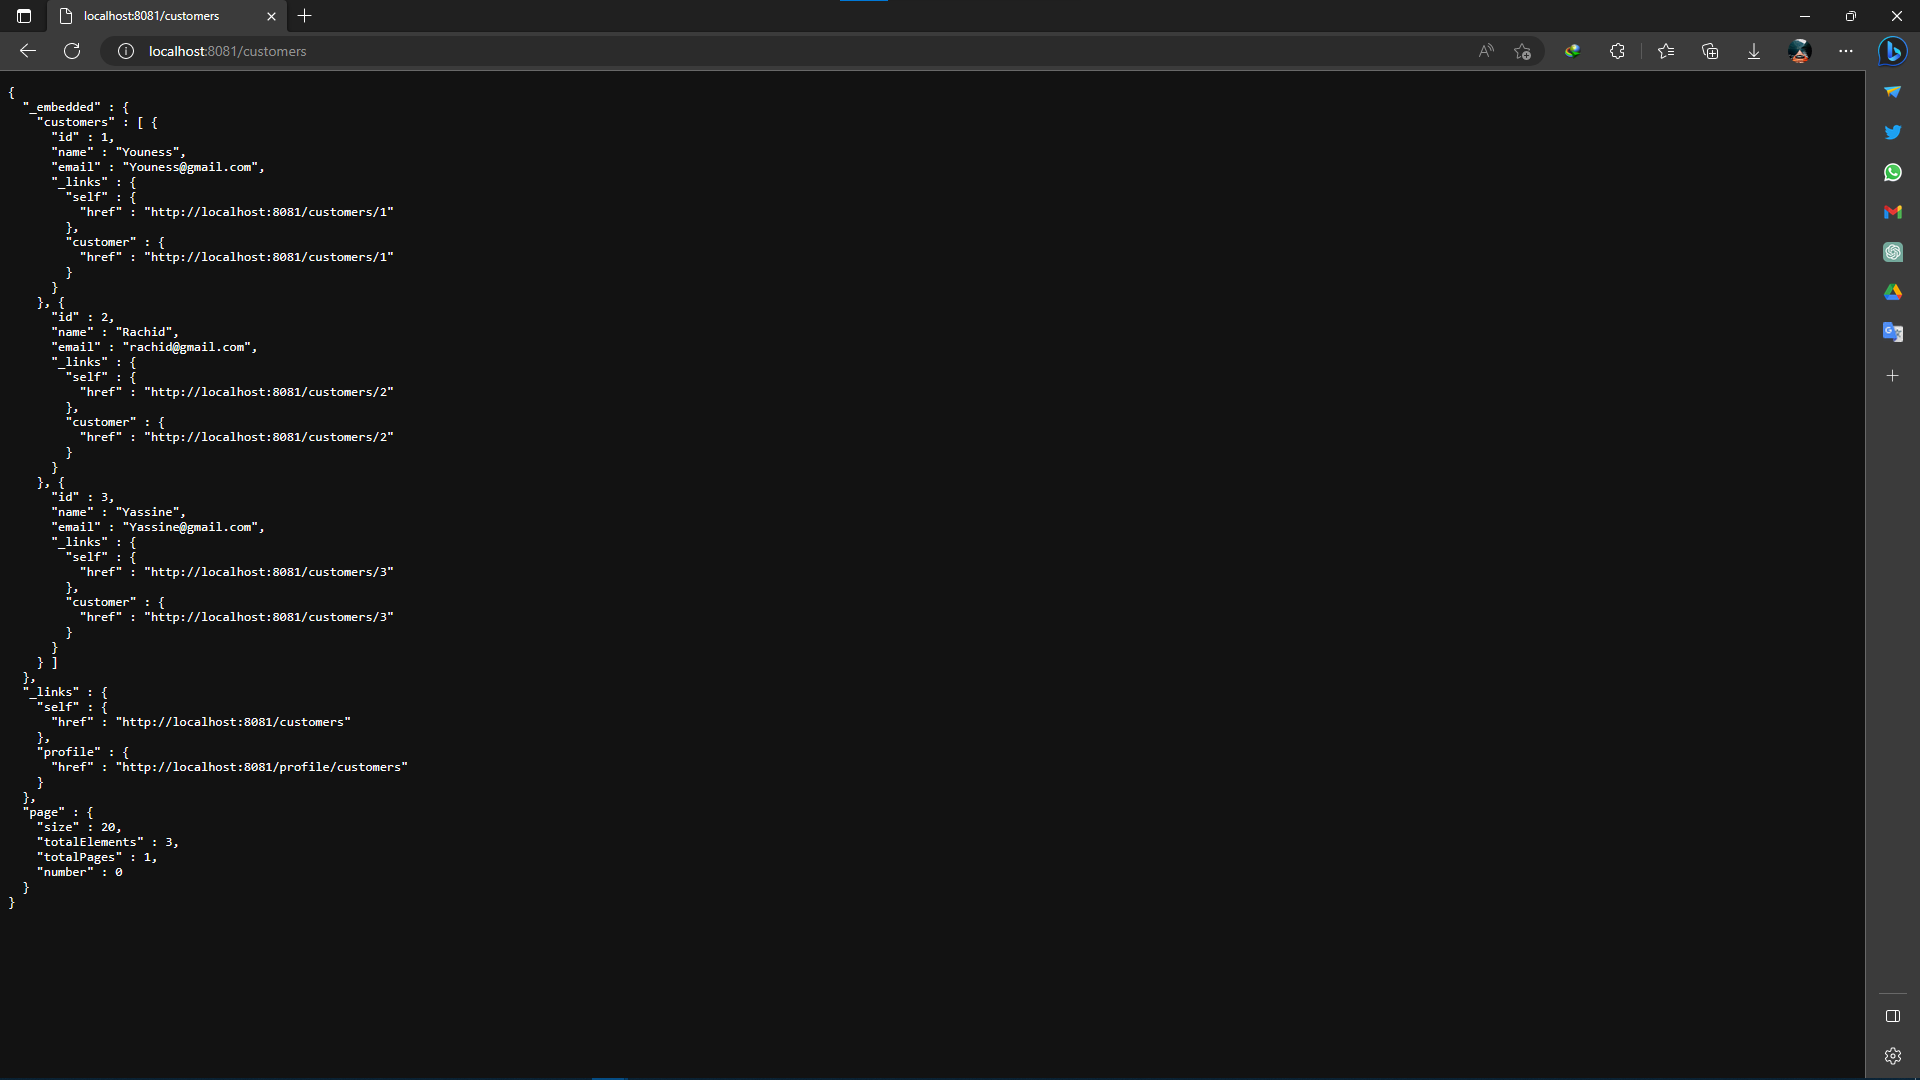 localhost:8081/customers
localhost:8081/customers
{
  "_embedded" : {
    "customers" : [ {
      "id" : 1,
      "name" : "Youness",
      "email" : "Youness@gmail.com",
      "_links" : {
        "self" : {
          "href" : "http://localhost:8081/customers/1"
        },
        "customer" : {
          "href" : "http://localhost:8081/customers/1"
        }
      }
    }, {
      "id" : 2,
      "name" : "Rachid",
      "email" : "rachid@gmail.com",
      "_links" : {
        "self" : {
          "href" : "http://localhost:8081/customers/2"
        },
        "customer" : {
          "href" : "http://localhost:8081/customers/2"
        }
      }
    }, {
      "id" : 3,
      "name" : "Yassine",
      "email" : "Yassine@gmail.com",
      "_links" : {
        "self" : {
          "href" : "http://localhost:8081/customers/3"
        },
        "customer" : {
          "href" : "http://localhost:8081/customers/3"
        }
      }
    } ]
  },
  "_links" : {
    "self" : {
      "href" : "http://localhost:8081/customers"
    },
    "profile" : {
      "href" : "http://localhost:8081/profile/customers"
    }
  },
  "page" : {
    "size" : 20,
    "totalElements" : 3,
    "totalPages" : 1,
    "number" : 0
  }
}